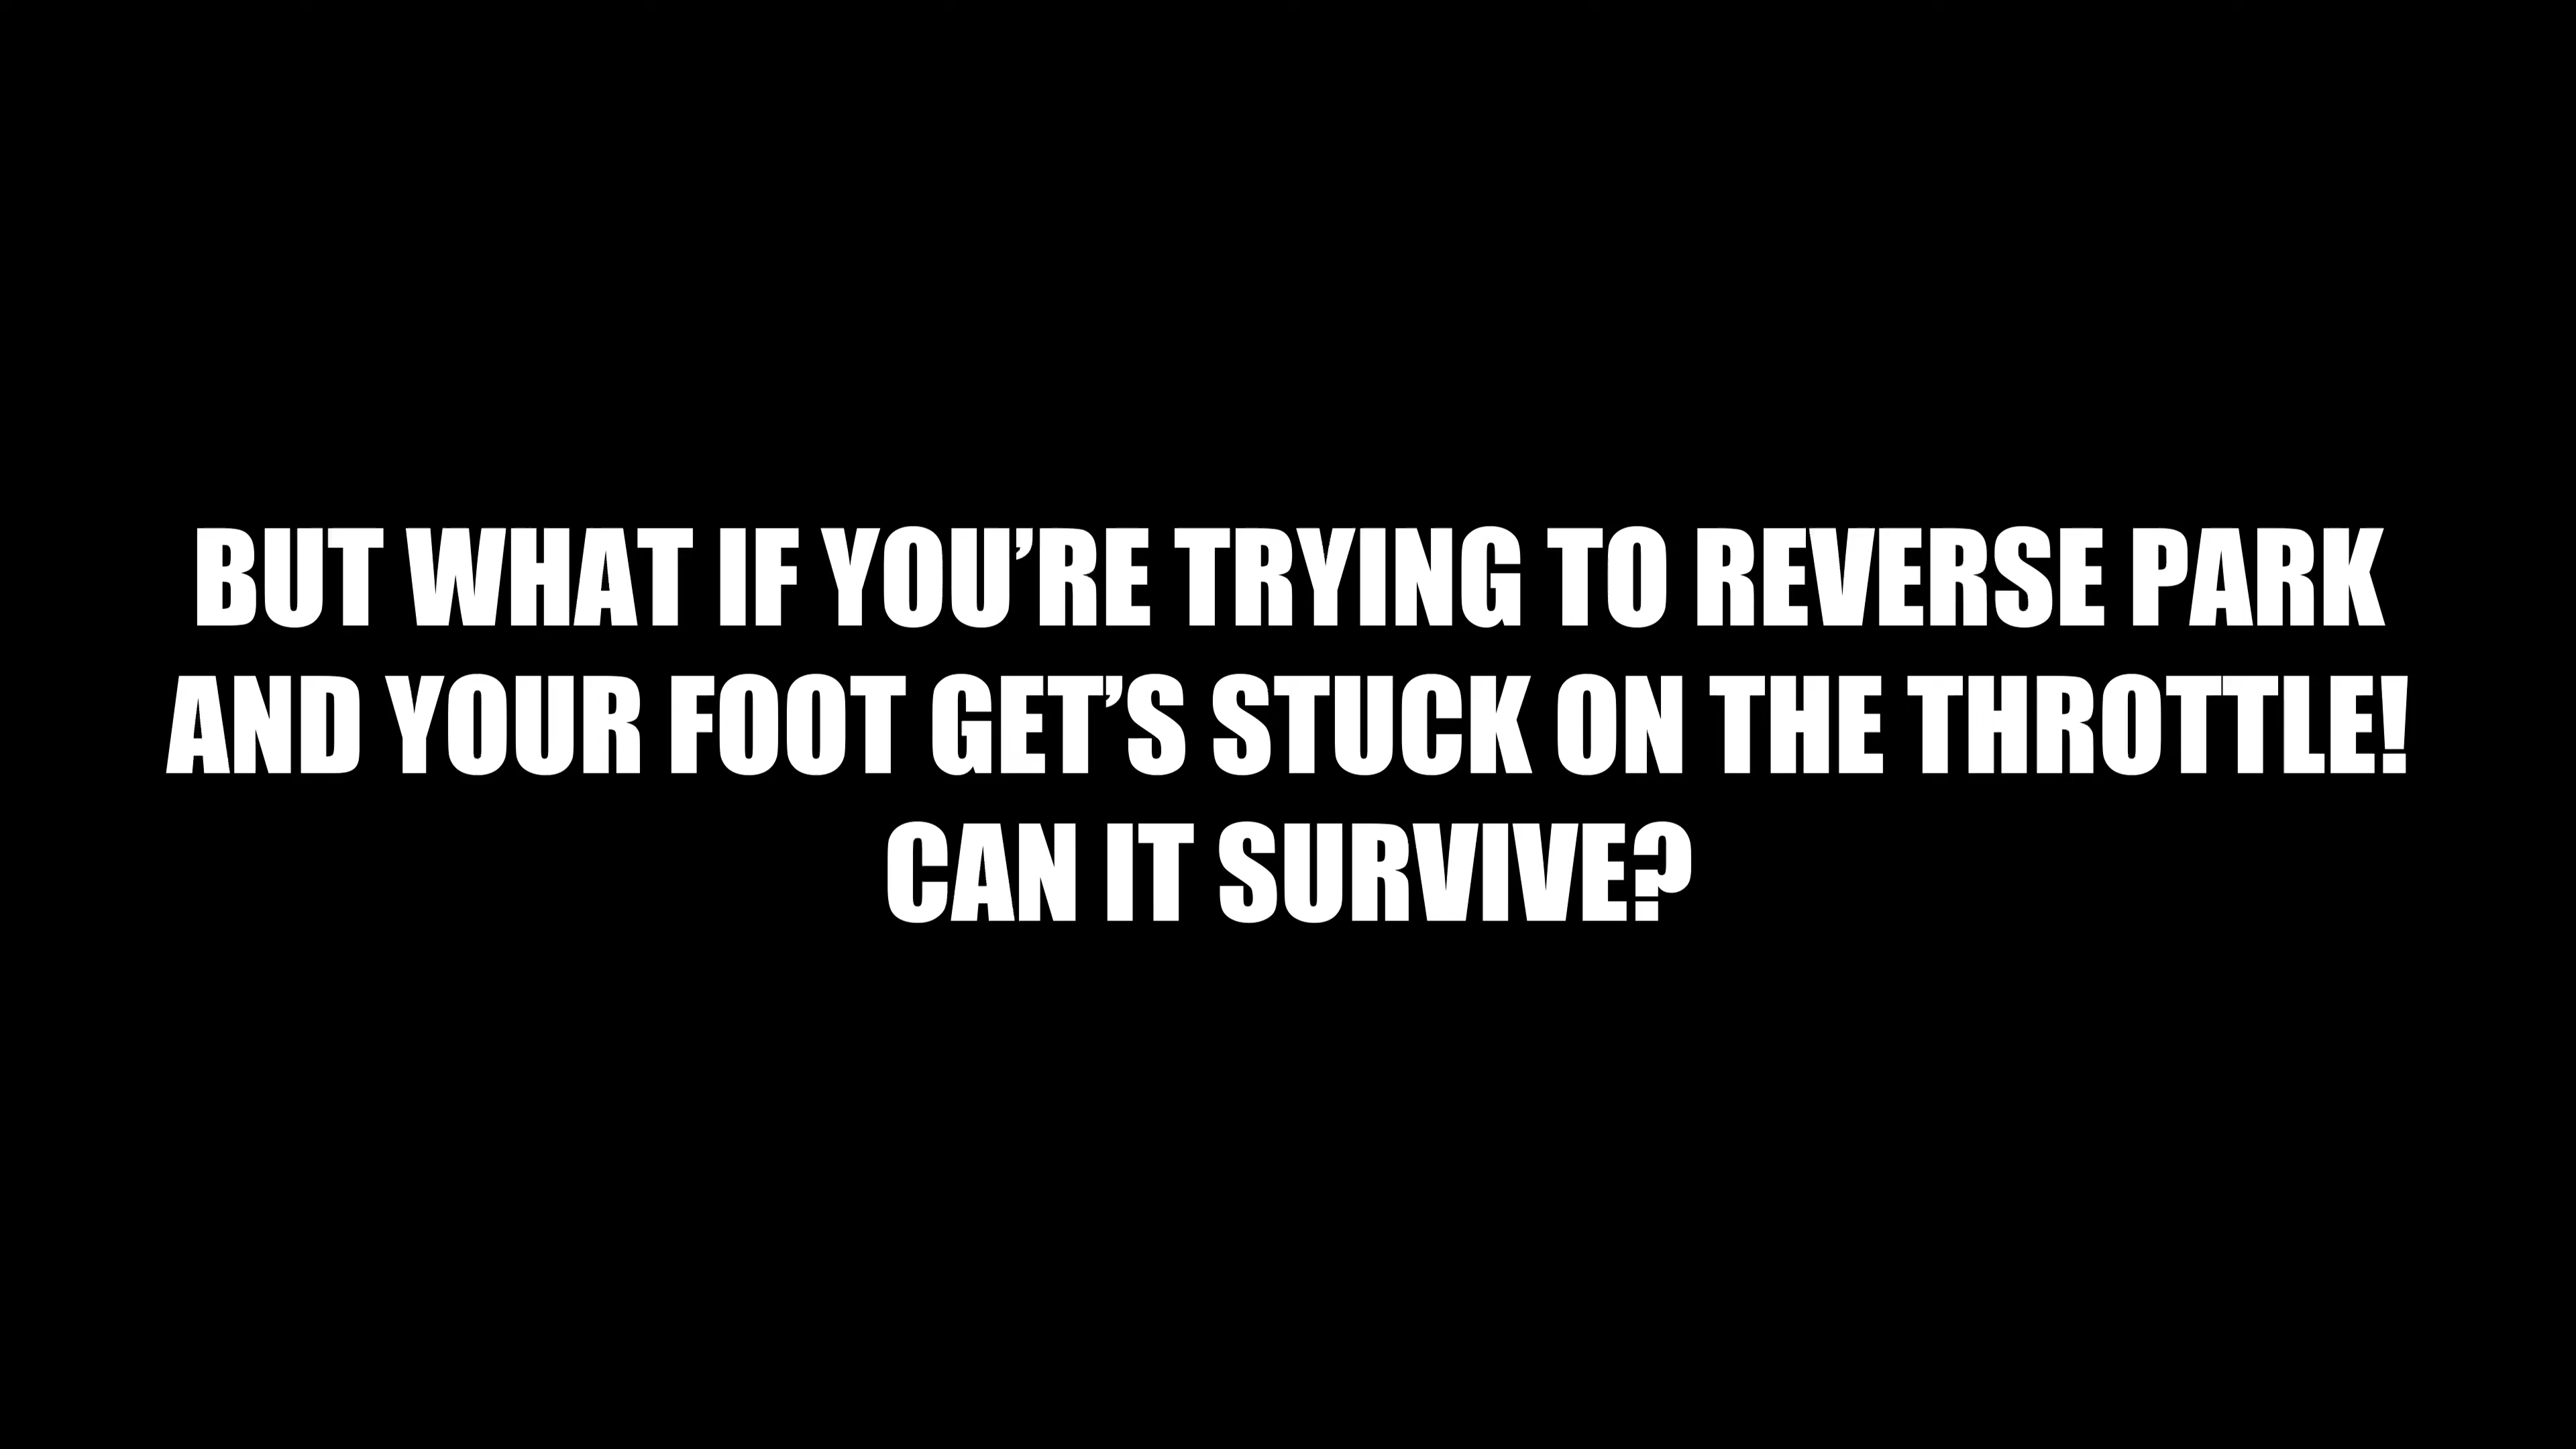 BUT WHAT IF YOU’RE TRYING TO REVERSE PARK
AND YOUR FOOT GET’S STUCK ON THE THROTTLE!
CAN IT SURVIVE?